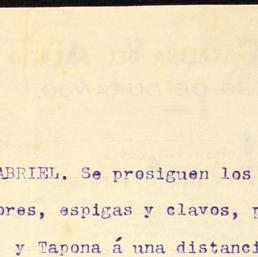 ABRIEL. Se prosiguen los
ores, espigas y clavos,
y Tapona á una distanci